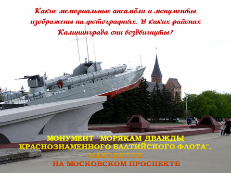 Какие мемориальные ансамбли и монументы
изображены на фотографиях. В каких районах
Калининграда они воздвигнуты?
МОНУМЕНТ "МОРЯКАМ ДВАЖДЫ
КРАСНОЗНАМЕННОГО БАЛТИЙСКОГО ФЛОТА".
НА МОСКОВСКОМ ПРОСПЕКТЕ